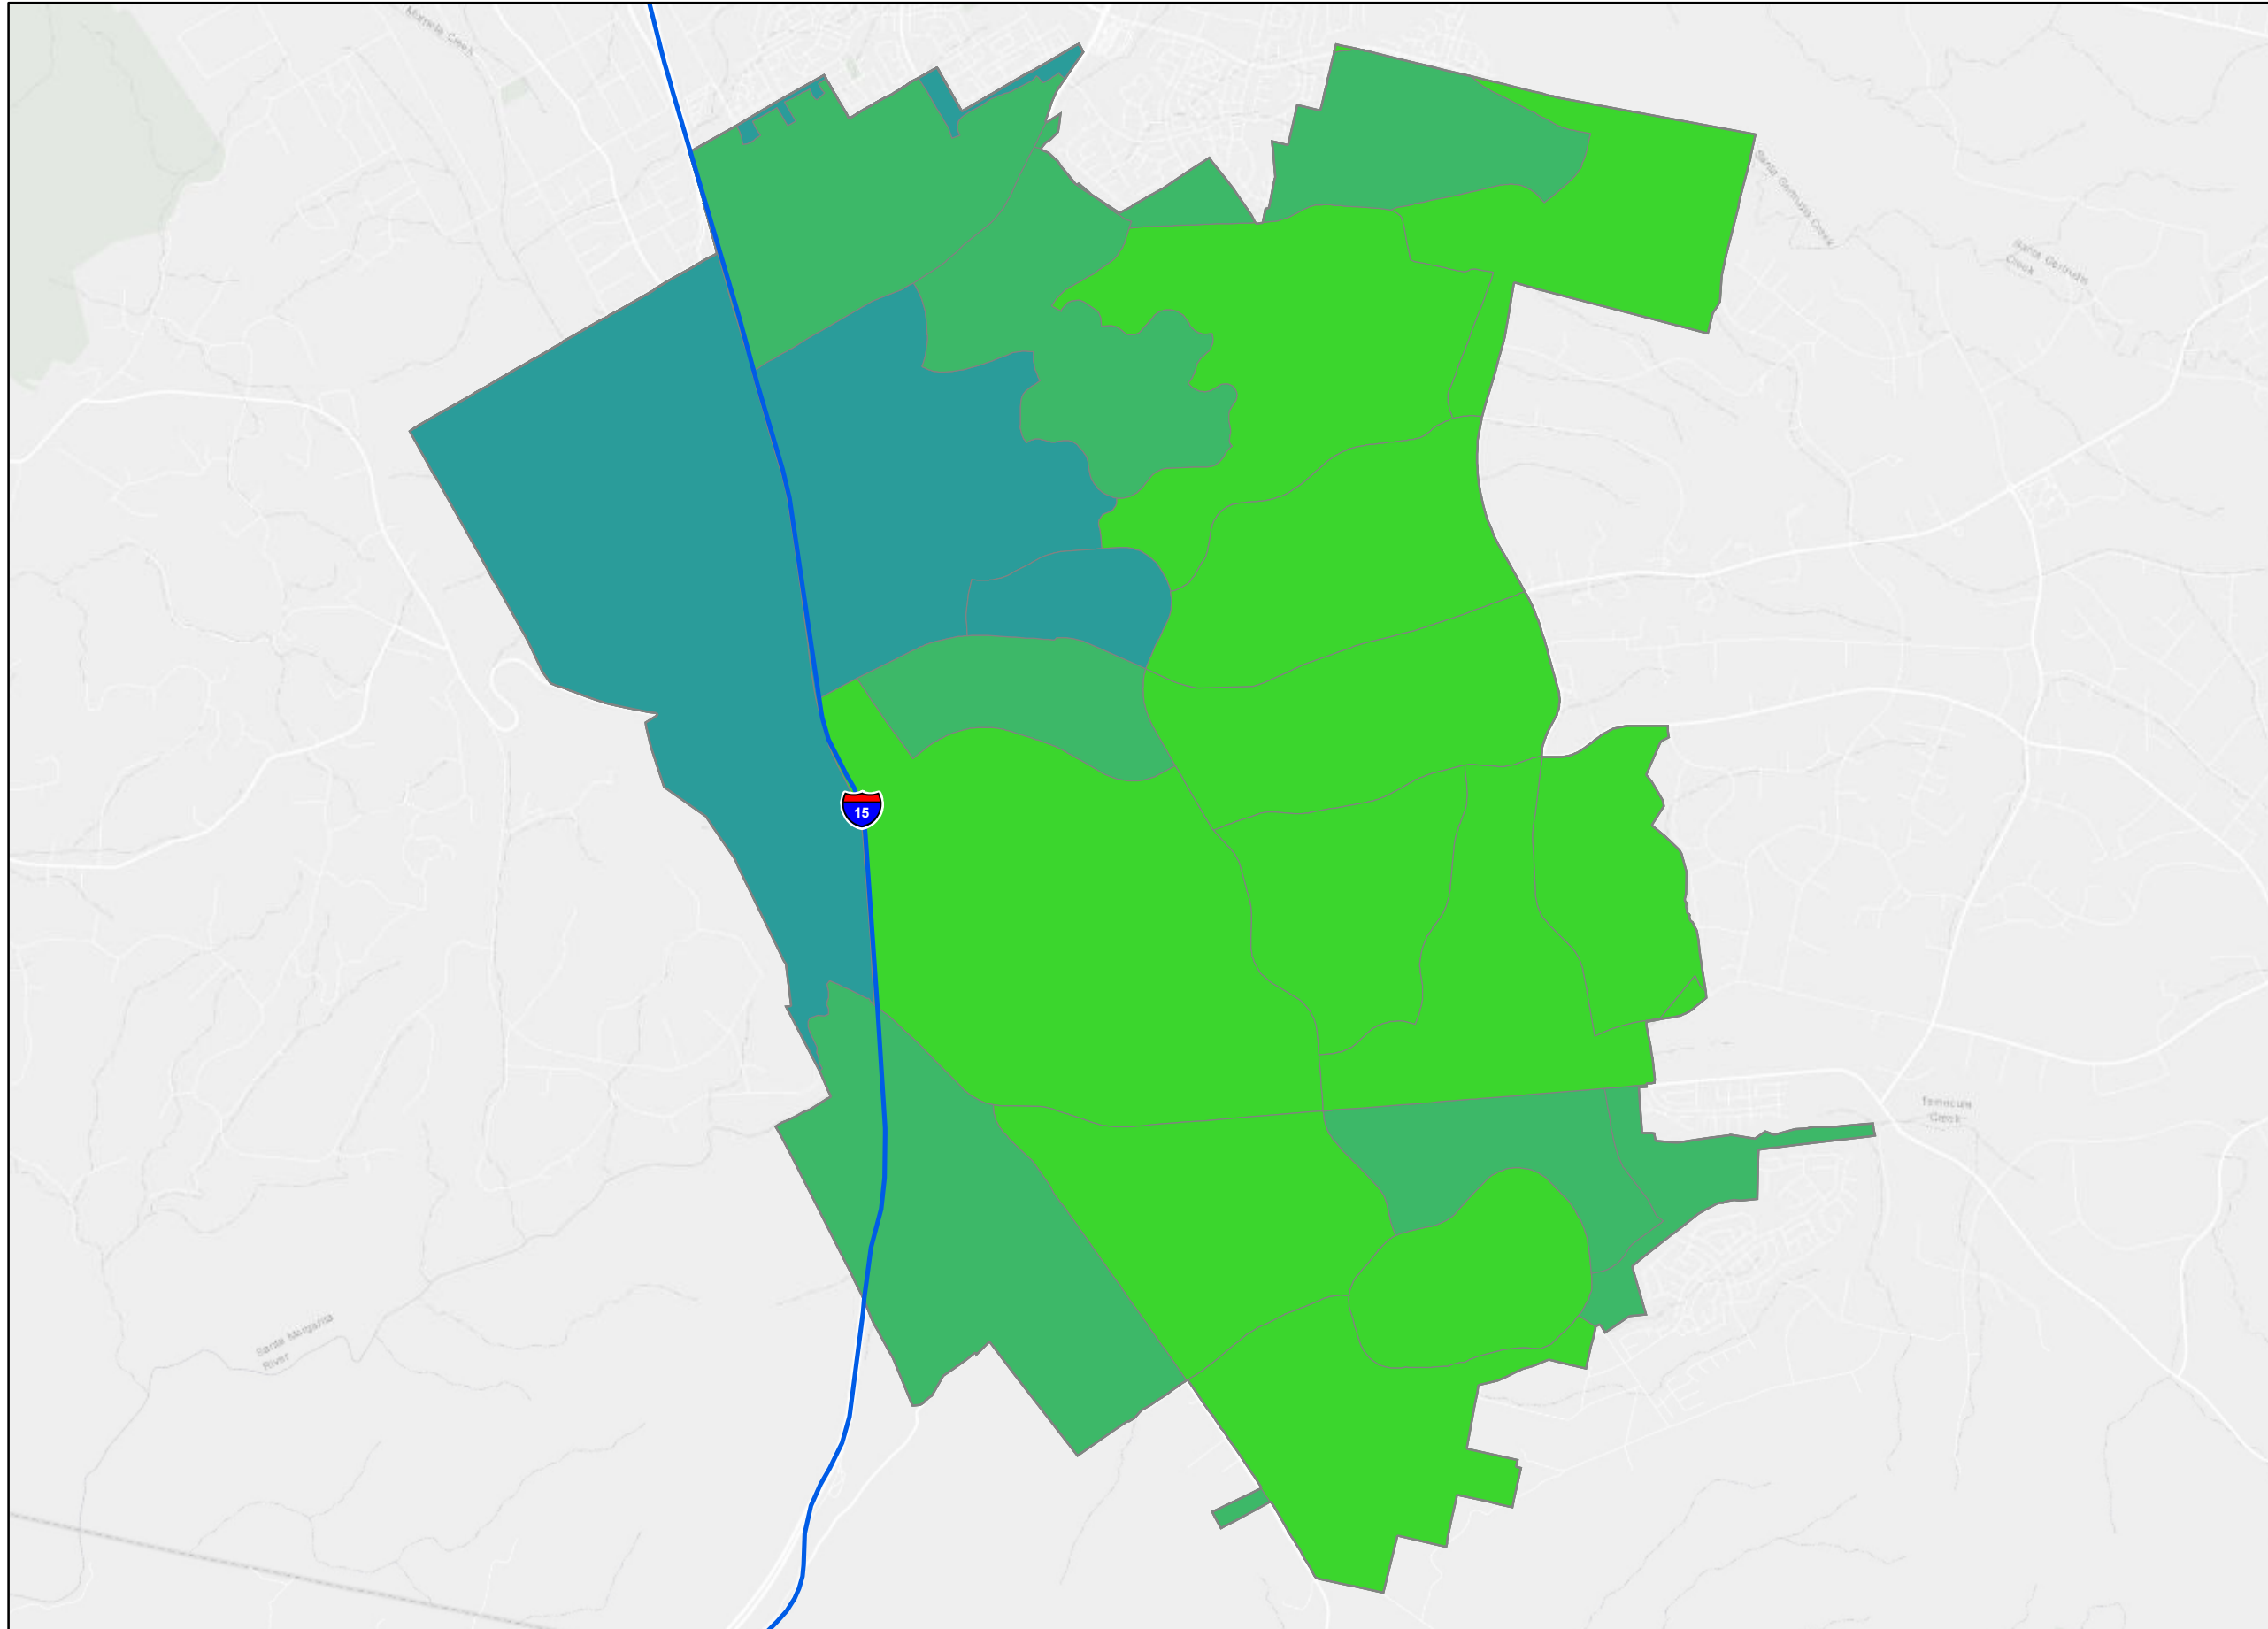 Murrieta Creek
Santa Gertrudis Creek
Santa Gertrudis
Creek
15
Temecula
Creek
Santa Margarita
River